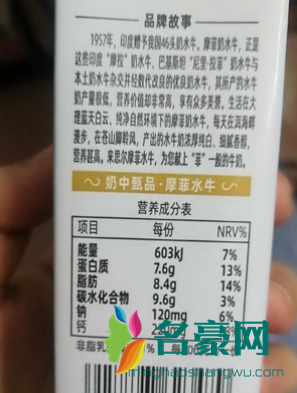 品牌故事
1957年，印度赠予我国46头奶水牛，摩菲奶水牛，正是
这些印度“摩拉”奶水牛、巴基斯坦“尼里·拉菲”奶水牛与
本土奶水牛杂交并经数代改良的优良奶水牛，其所产的水牛
奶产量很低，营养价值却非常高，享有众多美誉。生活在大
理蓝天白云、纯净自然环境下的摩菲奶水牛，每天在洱海畔
漫步，在苍山脚聆风，产出的水牛奶浓厚纯白，细腻香醇，
营养甚高。来思尔摩菲水牛，为您献上“菲”一般的牛奶。
奶中甄品·摩菲水牛
营养成分表
项目 每份 NRV%
能量 603kJ 7%
蛋白质 7.6g 13%
脂肪 8.4g 14%
碳水化合物 9.6g 3%
钠 120mg 6%
钙
非脂乳
名豪网
minghaoshangwu.com